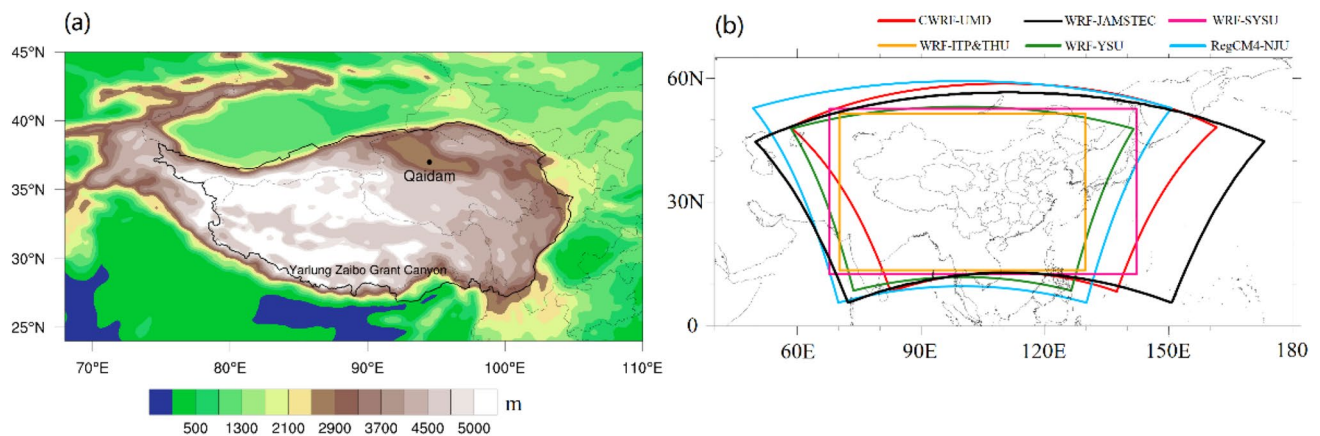 (a)
45°N
40°N
35°N
30°N
25°N
Qaidam
Yarlung Zaibo Grant Canyon
70°E 80°E 90°E 100°E 110°E
500 1300 2100 2900 3700 4500 5000 m
(b)
CWRF-UMD WRF-JAMSTEC WRF-SYSU
WRF-ITP&THU WRF-YSU RegCM4-NJU
60N
30N
0
60E 90E 120E 150E 180